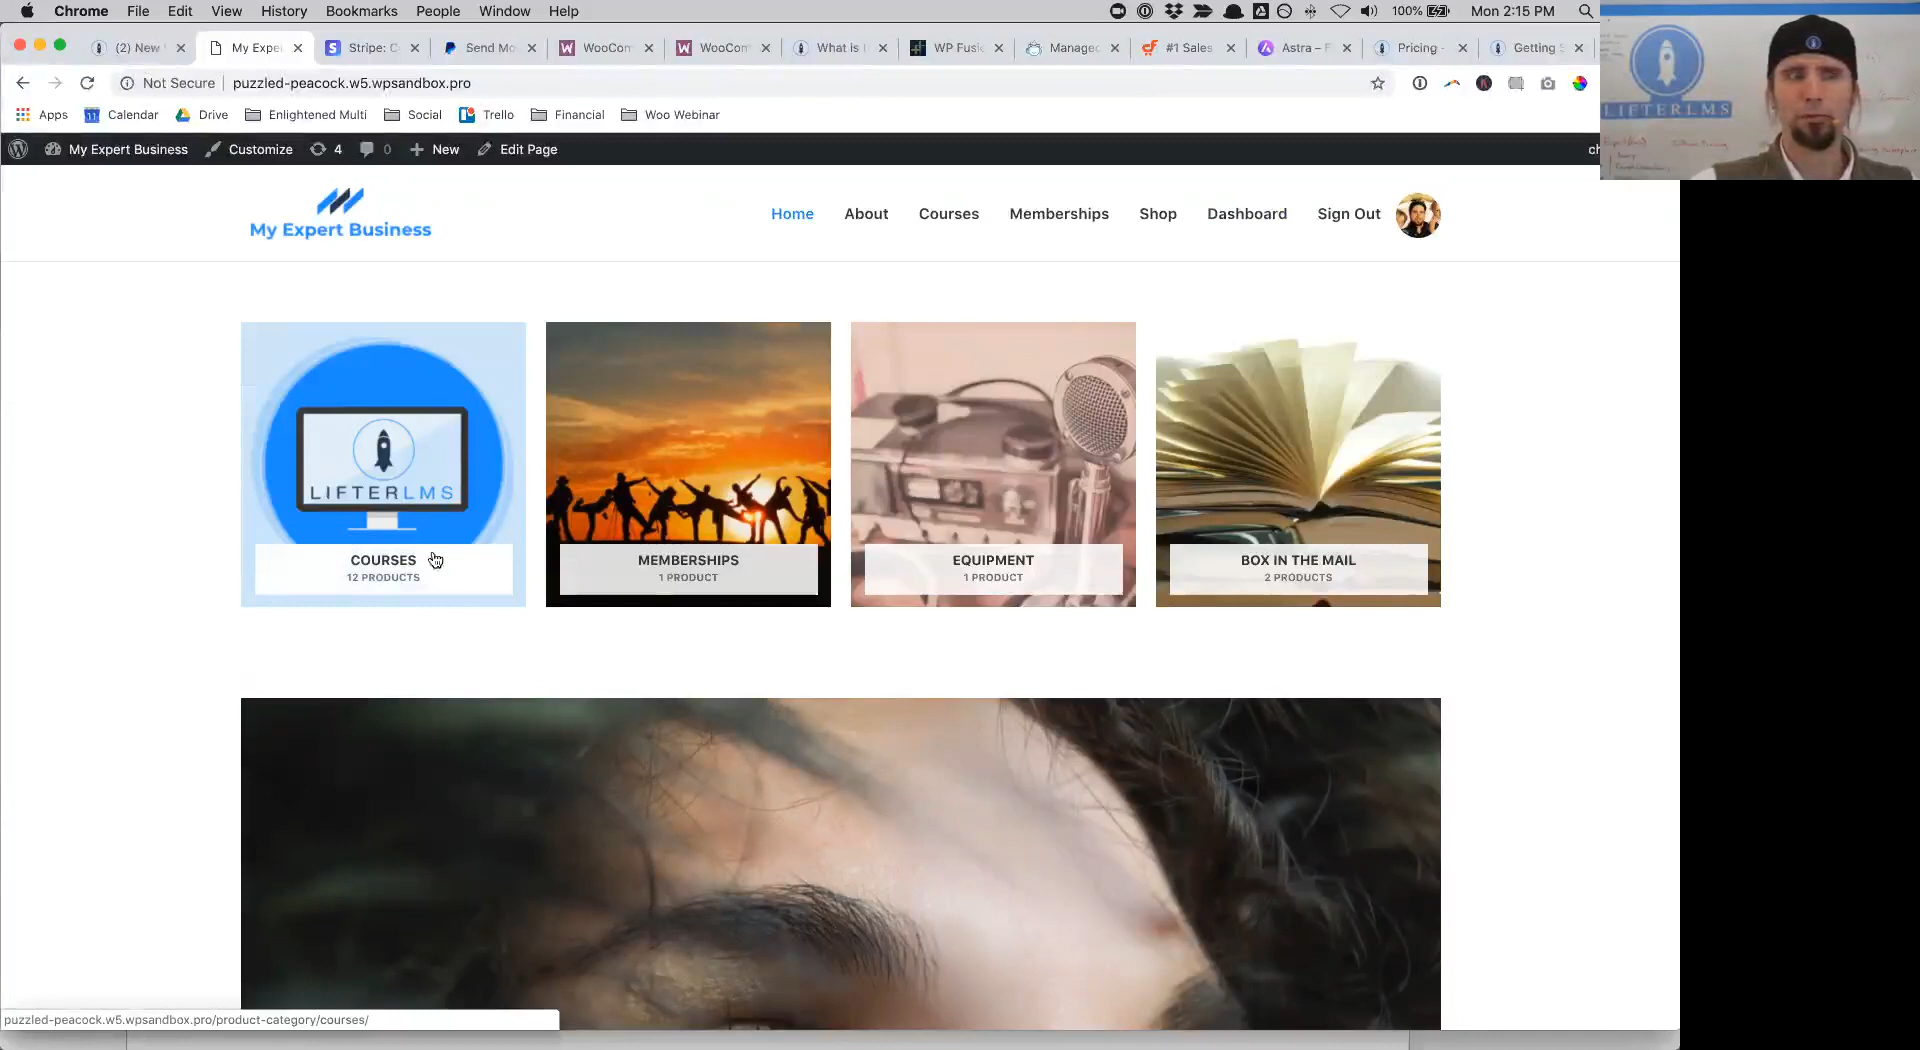 Chrome File Edit View History Bookmarks People Window Help 100% Mon 2:15 PM
(2) New My Expe Stripe: C Send Mo WooCom WooCom What is WP Fusi Manage #1 Sales Astra – F Pricing - Getting
Not Secure puzzled-peacock.w5.wpsandbox.pro
Apps Calendar Drive Enlightened Multi Social Trello Financial Woo Webinar
My Expert Business Customize 4 0 New Edit Page ch
LIFTERLMS
My Expert Business
Home About Courses Memberships Shop Dashboard Sign Out
LIFTERLMS
COURSES
12 PRODUCTS
MEMBERSHIPS
1 PRODUCT
EQUIPMENT
1 PRODUCT
BOX IN THE MAIL
2 PRODUCTS
puzzled-peacock.w5.wpsandbox.pro/product-category/courses/